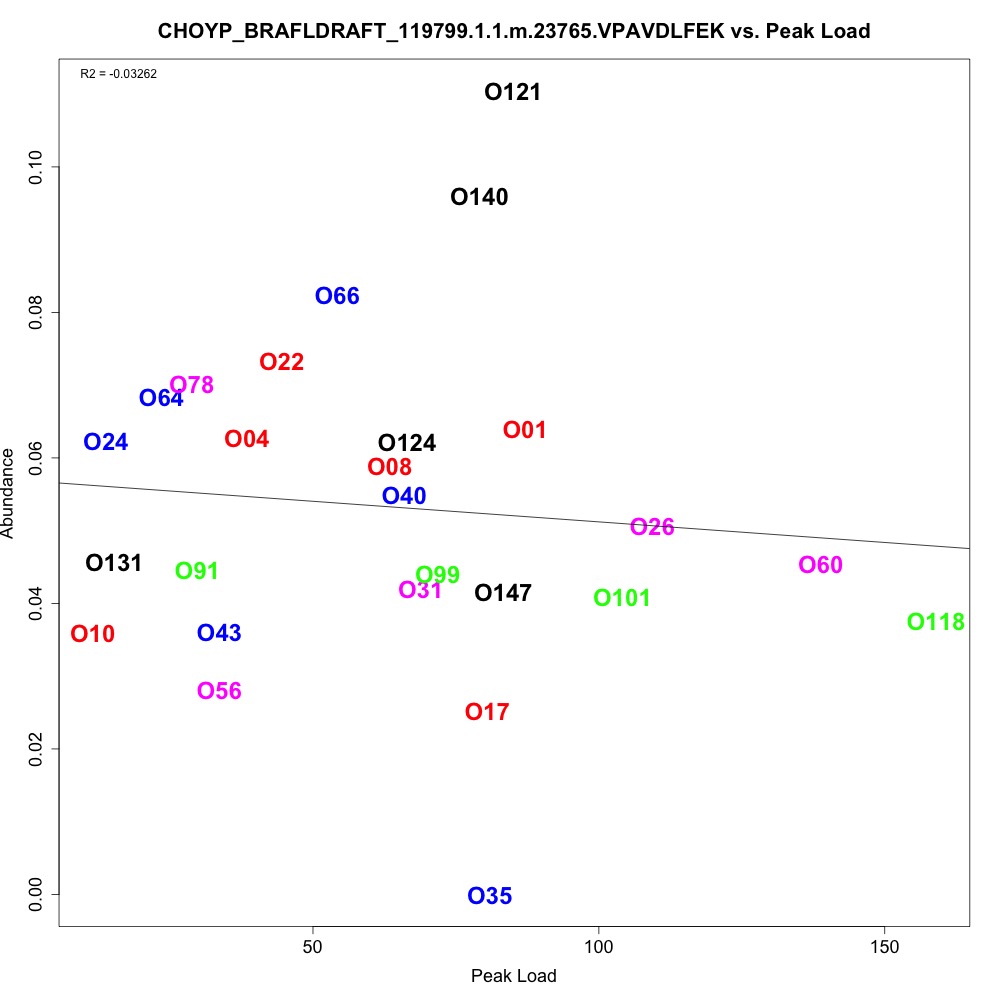 CHOYP_BRAFLDRAFT_119799.1.1.m.23765.VPAVDLFEK vs. Peak Load
R2 = -0.03262
O121
0.10
O140
O66
0.08
O22
O78
O64
O01
O04
O24
O124
0.06
O08
O40
Abundance
O26
O131
O60
O91
O99
O31
O147
O101
0.04
O118
O43
O10
O56
O17
0.02
O35
0.00
50
100
150
Peak Load